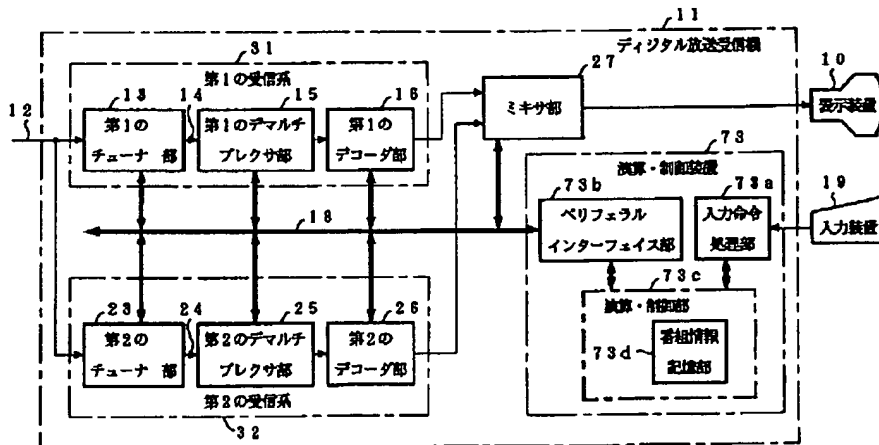 11
ディジタル放送受信機
31
第1の受信系
12
13
第1の
チューナ 部
14
15
第1のデマルチ
プレクサ部
16
第1の
デコーダ部
27
ミキサ部
10
表示装置
73
演算・制御装置
73b
ペリフェラル
インターフェイス部
73a
入力命令
処理部
19
入力装置
18
73c
演算・制御部
73d
番組情報
記憶部
23
第2の
チューナ 部
24
25
第2のデマルチ
プレクサ部
26
第2の
デコーダ部
第2の受信系
32